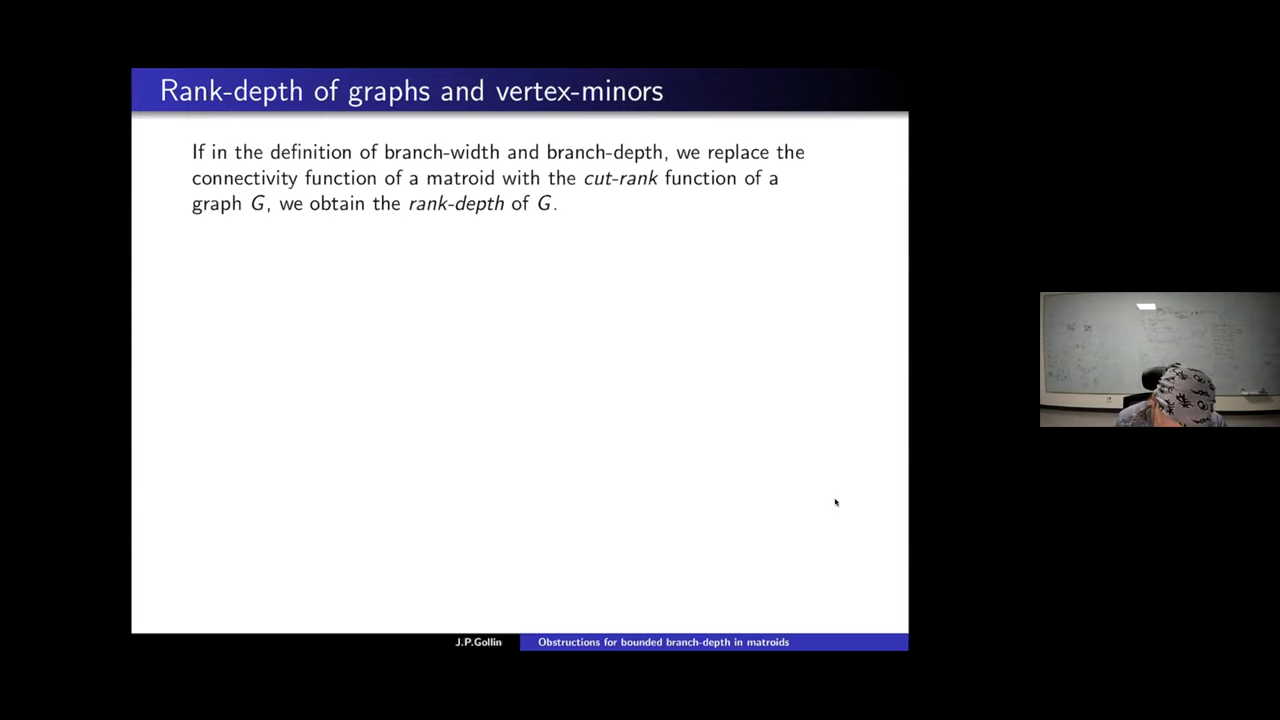 Rank-depth of graphs and vertex-minors
If in the definition of branch-width and branch-depth, we replace the
connectivity function of a matroid with the cut-rank function of a
graph G, we obtain the rank-depth of G.
J.P.Gollin
Obstructions for bounded branch-depth in matroids